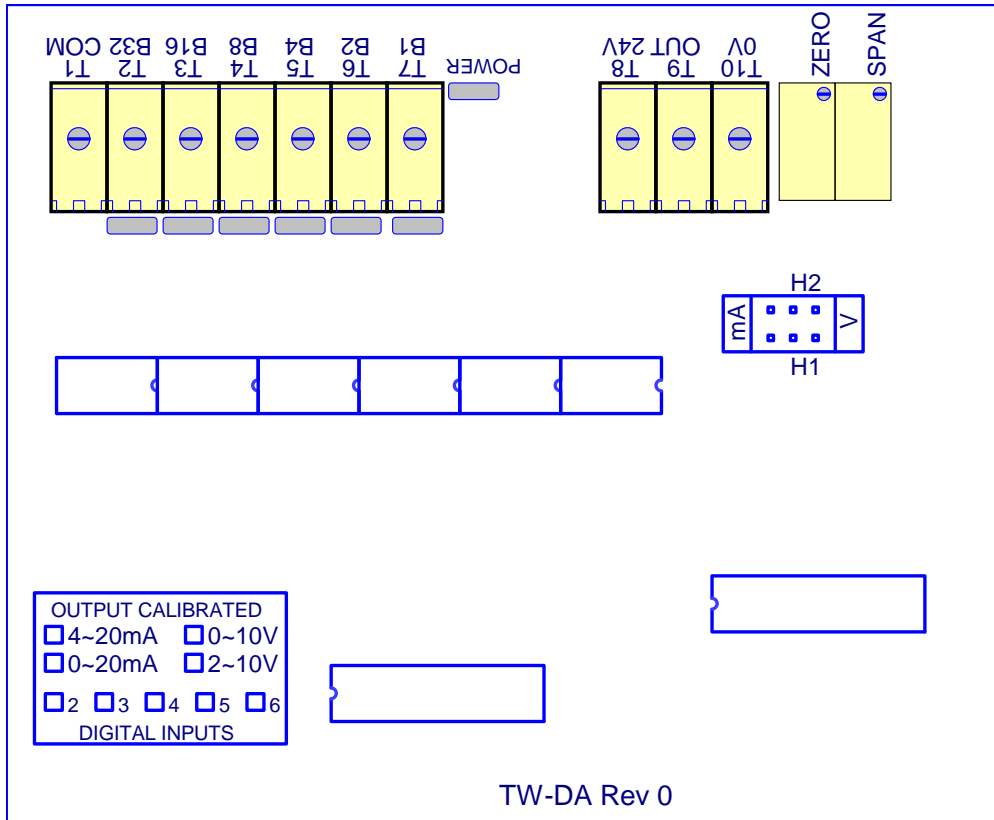 COM B32 B16 B8 B4 B2 B1
T1 T2 T3 T4 T5 T6 T7
POWER
24V OUT 0V
T8 T9 T10
ZERO
SPAN
H2
mA
V
H1
OUTPUT CALIBRATED
4~20mA 0~10V
0~20mA 2~10V
2 3 4 5 6
DIGITAL INPUTS
TW-DA Rev 0